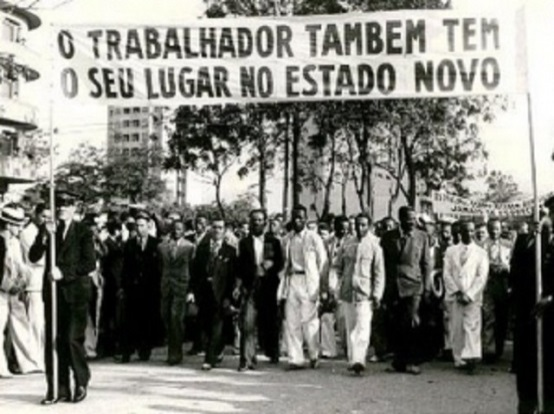 O TRABALHADOR TAMBEM TEM
O SEU LUGAR NO ESTADO NOVO